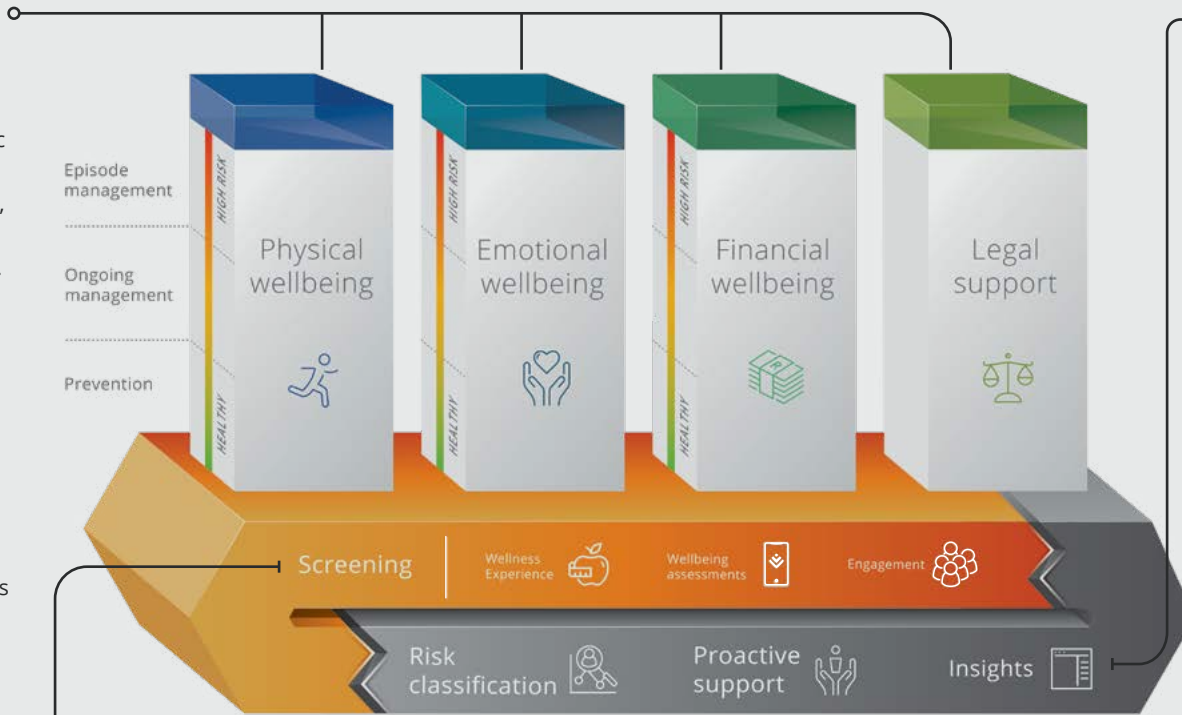 Episode
management
Ongoing
management
Prevention
HIGH RISK
HEALTHY
Physical
wellbeing
HIGH RISK
HEALTHY
Emotional
wellbeing
HIGH RISK
HEALTHY
Financial
wellbeing
R
Legal
support
Screening
Wellness
Experience
Wellbeing
assessments
Engagement
Risk
classification
Proactive
support
Insights